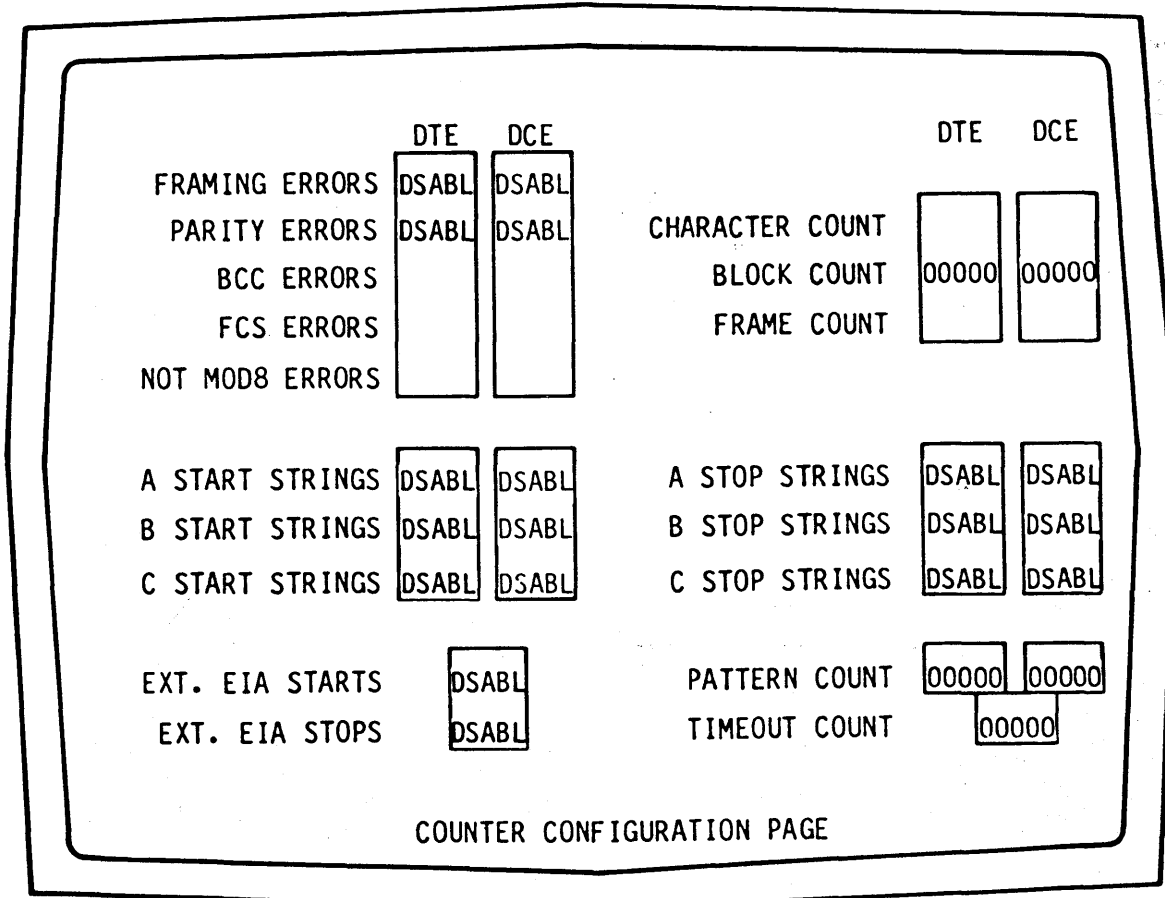 DTE DCE DTE DCE
FRAMING ERRORS DSABL DSABL
PARITY ERRORS DSABL DSABL CHARACTER COUNT
BCC ERRORS BLOCK COUNT 00000 00000
FCS ERRORS FRAME COUNT
NOT MOD8 ERRORS
A START STRINGS DSABL DSABL A STOP STRINGS DSABL DSABL
B START STRINGS DSABL DSABL B STOP STRINGS DSABL DSABL
C START STRINGS DSABL DSABL C STOP STRINGS DSABL DSABL
EXT. EIA STARTS DSABL PATTERN COUNT 00000 00000
EXT. EIA STOPS DSABL TIMEOUT COUNT 00000
COUNTER CONFIGURATION PAGE